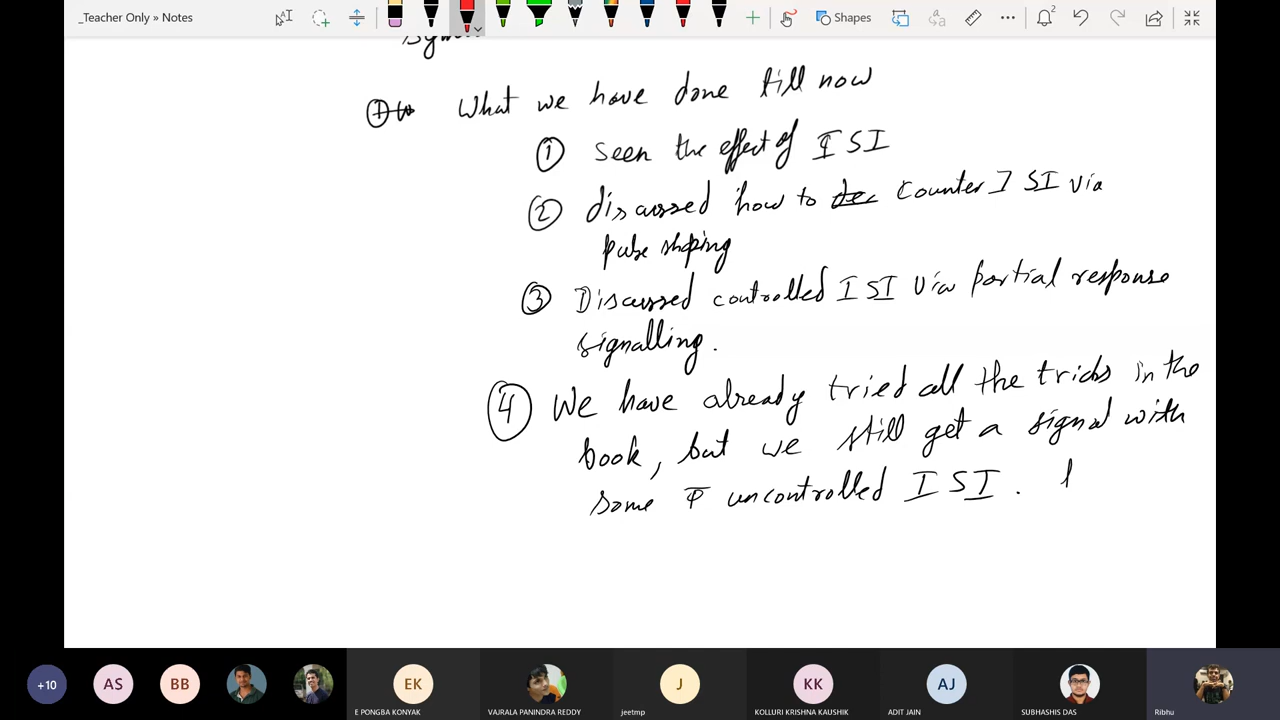 _Teacher Only » Notes
Shapes
2
What we have done till now
① Seen the effect of ISI
② discussed how to counter ISI via
pulse shaping
③ Discussed controlled ISI via partial response
signalling.
④ We have already tried all the tricks in the
book, but we still get a signal with
some uncontrolled ISI.
+10
AS
BB
EK
J
KK
AJ
E PONGBA KONYAK
VAJRALA PANINDRA REDDY
jeetmp
KOLLURI KRISHNA KAUSHIK
ADIT JAIN
SUBHASHIS DAS
Ribhu